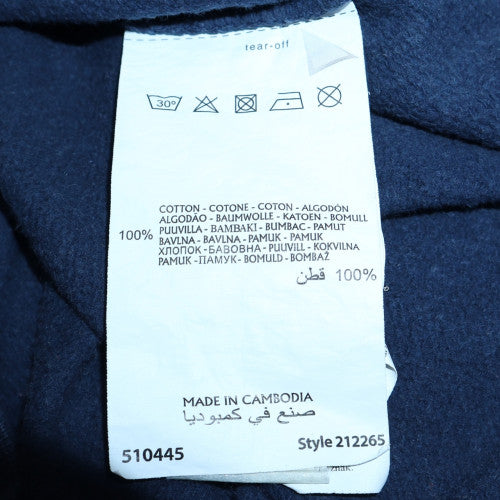 tear-off
30°
COTTON - COTONE - COTON - ALGODÓN
ALGODÃO - BAUMWOLLE - KATOEN - BOMULL
PUUVILLA - BAMBAKI - BUMBAC - PAMUT
100% BAVLNA - BAVLNA - PAMUK - PAMUK
ХЛОПОК - БАВОВНА - PUUVILL - KOKVILNA
PAMUK - ПАМУК - BOMULD - BOMBAŽ
100% قطن
MADE IN CAMBODIA
صنع في كمبوديا
510445 Style 212265